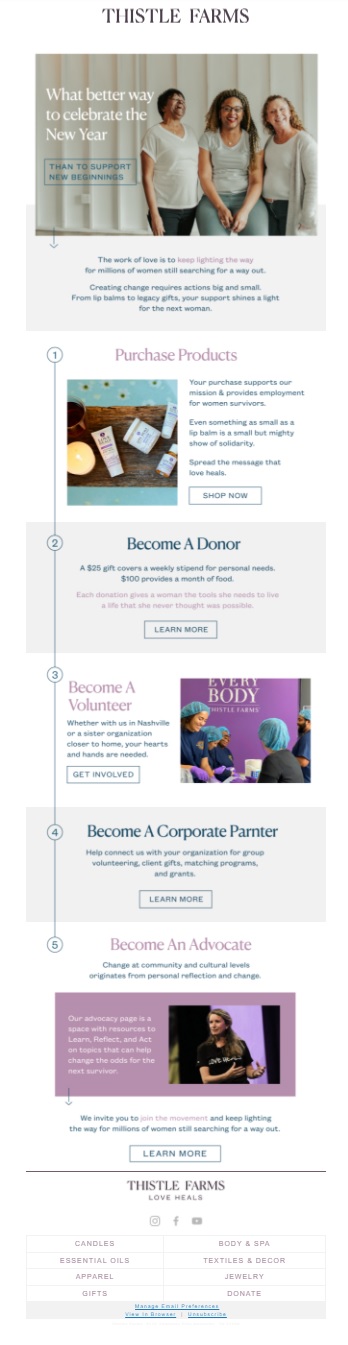 THISTLE FARMS
What better way
to celebrate the
New Year
THAN TO SUPPORT
NEW BEGINNINGS
The work of love is to keep lighting the way
for millions of women still searching for a way out.
Creating change requires actions big and small.
From lip balms to legacy gifts, your support shines a light
for the next woman.
1
Purchase Products
Your purchase supports our
mission & provides employment
for women survivors.
Even something as small as a
lip balm is a small but mighty
show of solidarity.
Spread the message that
love heals.
SHOP NOW
2
Become A Donor
A $25 gift covers a weekly stipend for personal needs.
$100 provides a month of food.
Each donation gives a woman the tools she needs to live
a life that she never thought was possible.
LEARN MORE
3
Become A
Volunteer
Whether with us in Nashville
or a sister organization
closer to home, your hearts
and hands are needed.
GET INVOLVED
EVERY
BODY
THISTLE FARMS
4
Become A Corporate Parnter
Help connect us with your organization for group
volunteering, client gifts, matching programs,
and grants.
LEARN MORE
5
Become An Advocate
Change at community and cultural levels
originates from personal reflection and change.
Our advocacy page is a
space with resources to
Learn, Reflect, and Act
on topics that can help
change the odds for the
next survivor.
We invite you to join the movement and keep lighting
the way for millions of women still searching for a way out.
LEARN MORE
THISTLE FARMS
LOVE HEALS
CANDLES
BODY & SPA
ESSENTIAL OILS
TEXTILES & DECOR
APPAREL
JEWELRY
GIFTS
DONATE
Manage Email Preferences
View in Browser | Unsubscribe